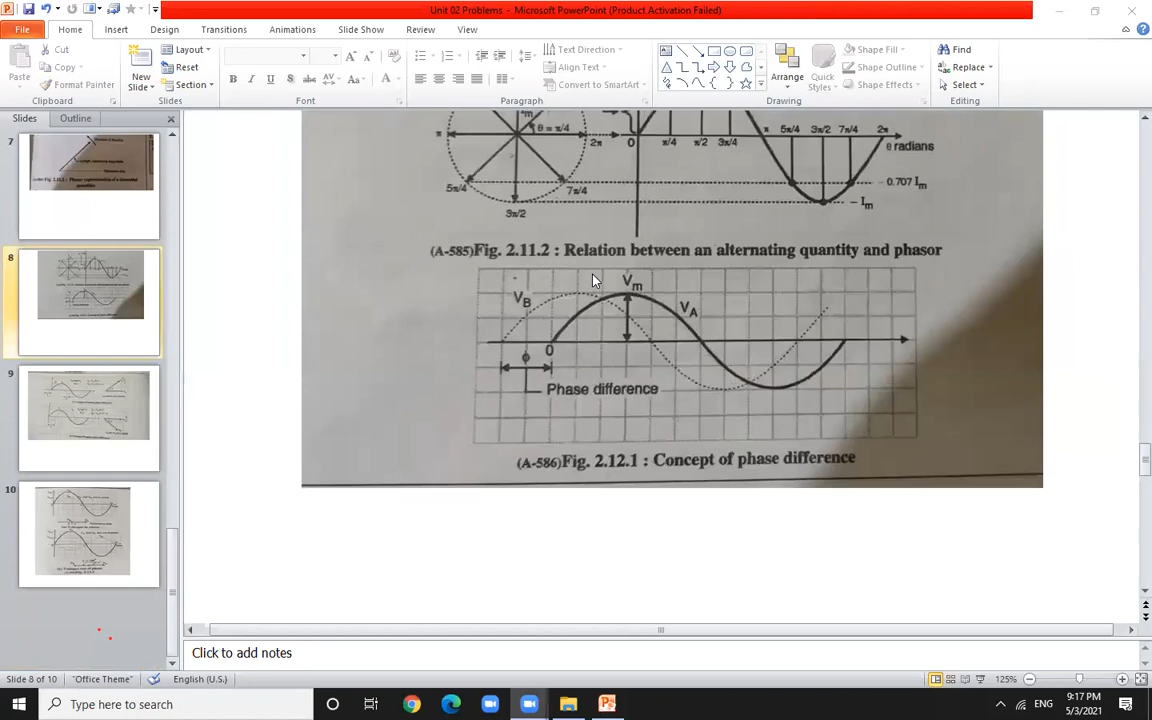 Unit 02 Problems - Microsoft PowerPoint (Product Activation Failed)
File Home Insert Design Transitions Animations Slide Show Review View
Paste Cut Copy Format Painter
New Slide Layout Reset Section
Text Direction Align Text Convert to SmartArt
Arrange Quick Styles Shape Fill Shape Outline Shape Effects
Find Replace Select
Clipboard Slides Font Paragraph Drawing Editing
Slides Outline
7
8
9
10
π θ = π/4 2π 0 π/4 π/2 3π/4 π 5π/4 3π/2 7π/4 2π
θ radians
5π/4 7π/4 - 0.707 Im
3π/2 - Im
(A-585)Fig. 2.11.2 : Relation between an alternating quantity and phasor
VB Vm VA
ϕ 0
Phase difference
(A-586)Fig. 2.12.1 : Concept of phase difference
Click to add notes
Slide 8 of 10 "Office Theme" English (U.S.) 125%
Type here to search
ENG 9:17 PM
5/3/2021